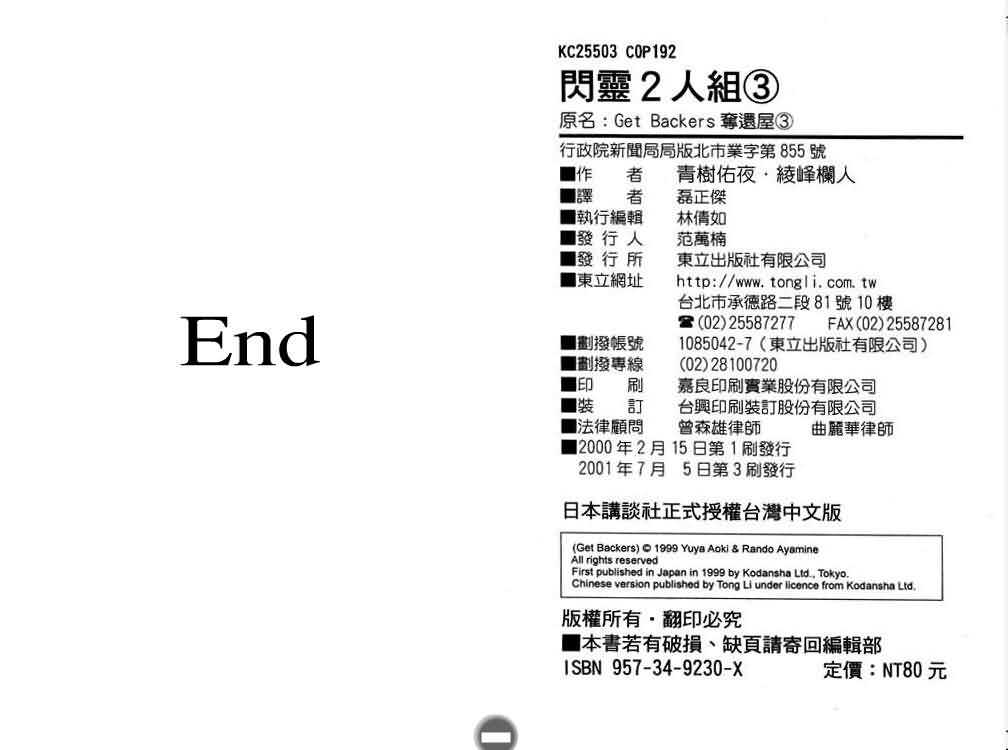 End
KC25503 C0P192
閃靈2人組③
原名:Get Backers奪還屋③
行政院新聞局局版北市業字第855號
■作 者 青樹佑夜·綾峰欄人
■譯 者 磊正傑
■執行編輯 林倩如
■發行人 范萬楠
■發行所 東立出版社有限公司
■東立網址 http://www.tongli.com.tw
台北市承德路二段81號10樓
☎(02)25587277 FAX(02)25587281
■劃撥帳號 1085042-7(東立出版社有限公司)
■劃撥專線 (02)28100720
■印 刷 嘉良印刷實業股份有限公司
■裝 訂 台興印刷裝訂股份有限公司
■法律顧問 曾森雄律師 曲麗華律師
■2000年2月15日第1刷發行
2001年7月 5日第3刷發行
日本講談社正式授權台灣中文版
(Get Backers) © 1999 Yuya Aoki & Rando Ayamine
All rights reserved
First published in Japan in 1999 by Kodansha Ltd., Tokyo.
Chinese version published by Tong Li under licence from Kodansha Ltd.
版權所有·翻印必究
■本書若有破損、缺頁請寄回編輯部
ISBN 957-34-9230-X 定價:NT80元